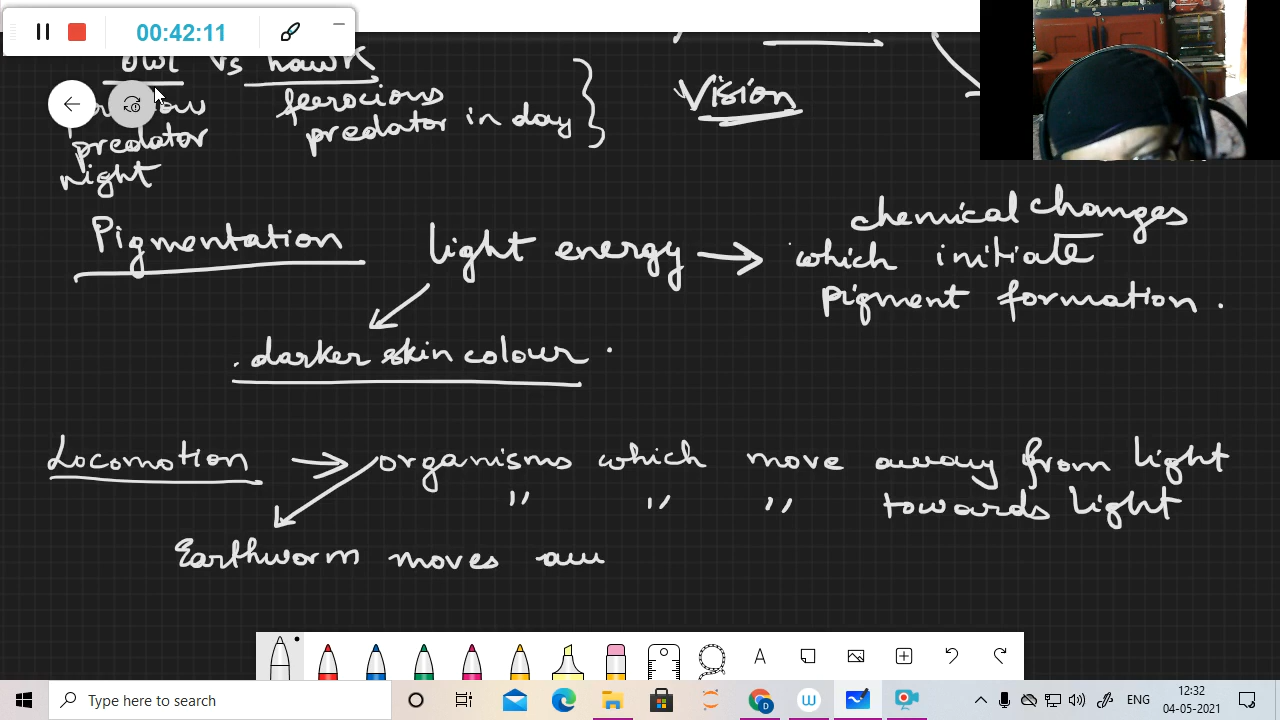 00:42:11
owl vs hawk
ferocious
predator in day
predator
night
Vision
Pigmentation
light energy → chemical changes
which initiate
pigment formation.
darker skin colour.
Locomotion → organisms which move away from light
" " " towards light
Earthworm moves aw
A
Type here to search
ENG
12:32
04-05-2021